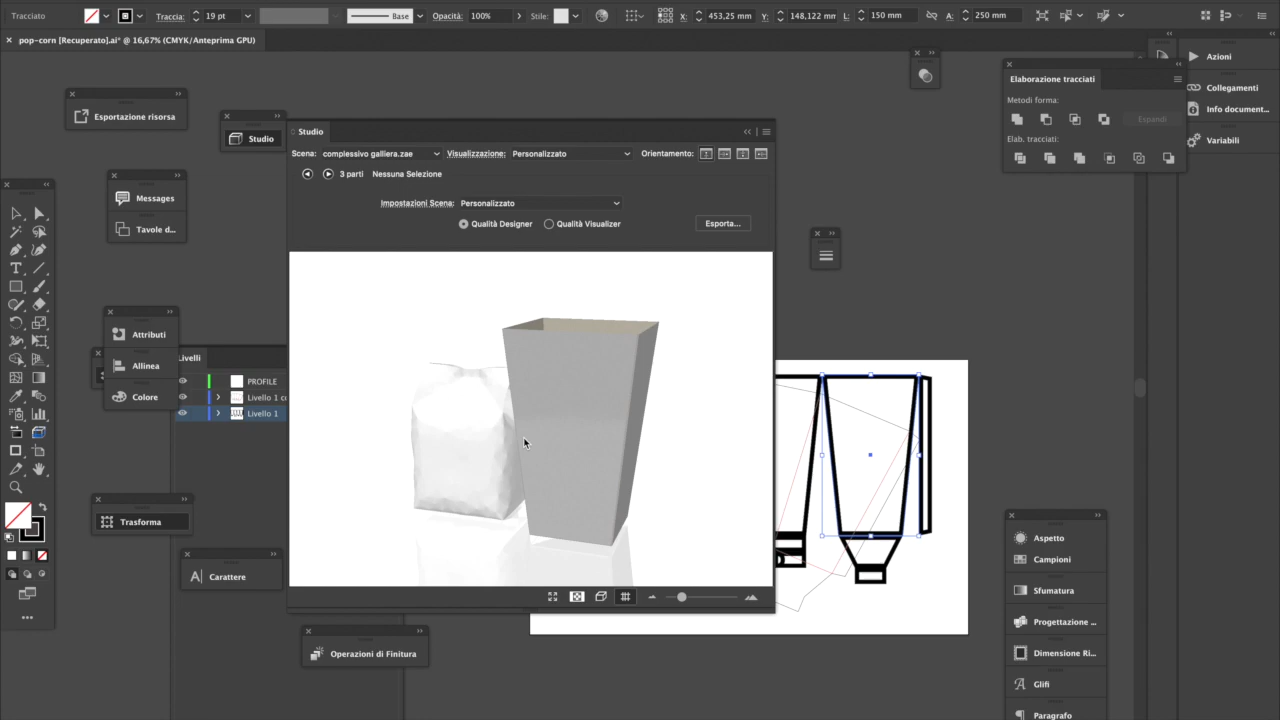 Tracciato
Traccia: 19 pt
Base
Opacità: 100%
Stile:
X: 453,25 mm
Y: 148,122 mm
L: 150 mm
A: 250 mm
pop-corn [Recuperato].ai* @ 16,67% (CMYK/Anteprima GPU)
Esportazione risorsa
Studio
Messages
Tavole d...
Attributi
Allinea
Colore
Livelli
PROFILE
Livello 1 co
Livello 1
Trasforma
Carattere
Operazioni di Finitura
Studio
Scena: complessivo galliera.zae
Visualizzazione: Personalizzato
Orientamento:
3 parti Nessuna Selezione
Impostazioni Scena: Personalizzato
Qualità Designer
Qualità Visualizer
Esporta...
Elaborazione tracciati
Metodi forma:
Espandi
Elab. tracciati:
Azioni
Collegamenti
Info document...
Variabili
Aspetto
Campioni
Sfumatura
Progettazione ...
Dimensione Ri...
Glifi
Paragrafo